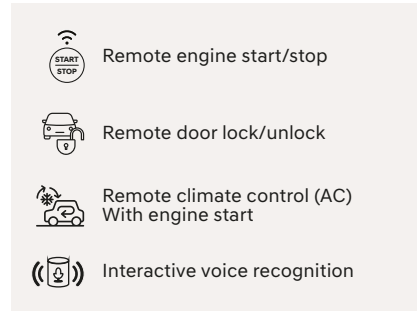 START
STOP
Remote engine start/stop
Remote door lock/unlock
Remote climate control (AC)
With engine start
Interactive voice recognition